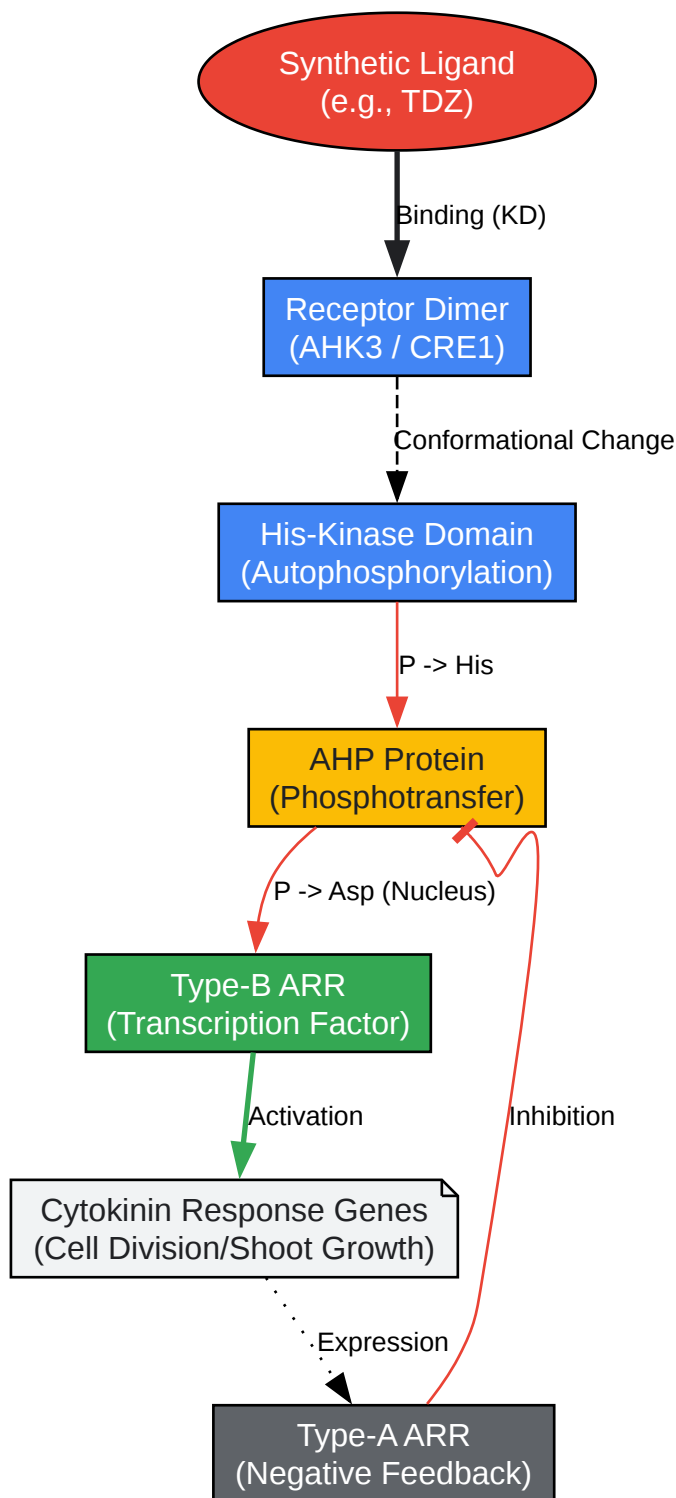 Synthetic Ligand
(e.g., TDZ)
Binding (KD)
Receptor Dimer
(AHK3 / CRE1)
Conformational Change
His-Kinase Domain
(Autophosphorylation)
P -> His
AHP Protein
(Phosphotransfer)
P -> Asp (Nucleus)
Type-B ARR
(Transcription Factor)
Activation
Inhibition
Cytokinin Response Genes
(Cell Division/Shoot Growth)
Expression
Type-A ARR
(Negative Feedback)